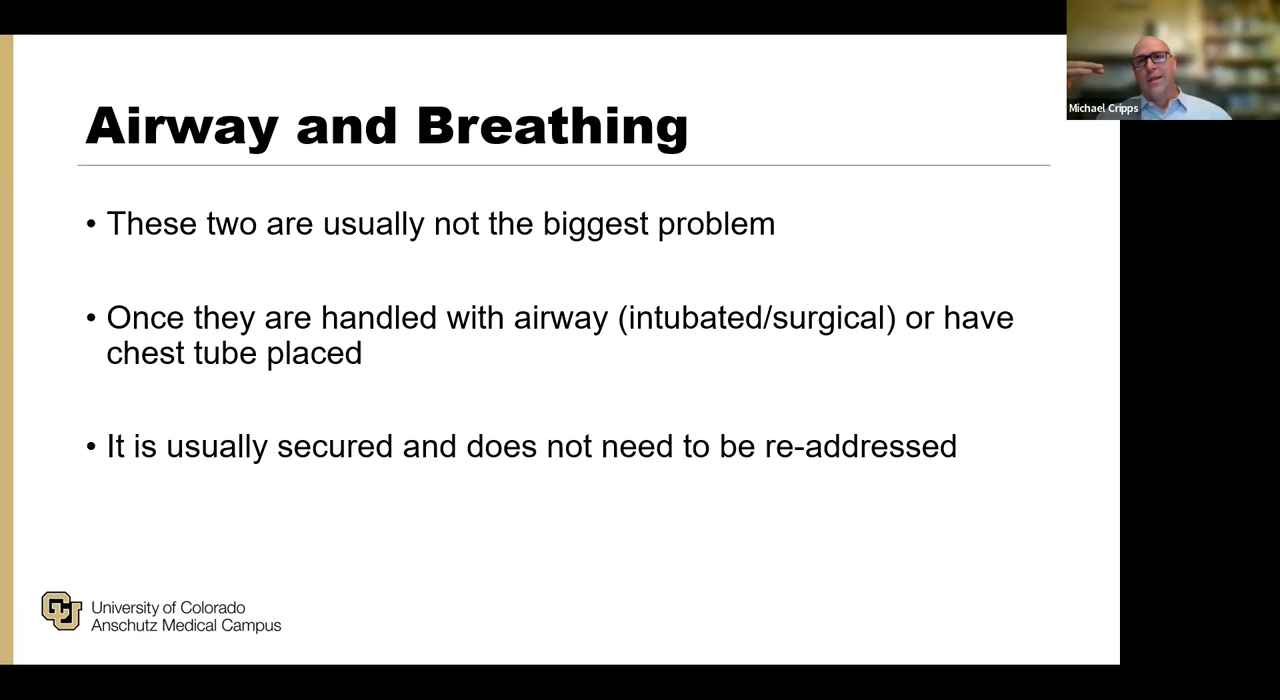 Airway and Breathing
• These two are usually not the biggest problem
• Once they are handled with airway (intubated/surgical) or have
chest tube placed
• It is usually secured and does not need to be re-addressed
CU
University of Colorado
Anschutz Medical Campus
Michael Cripps